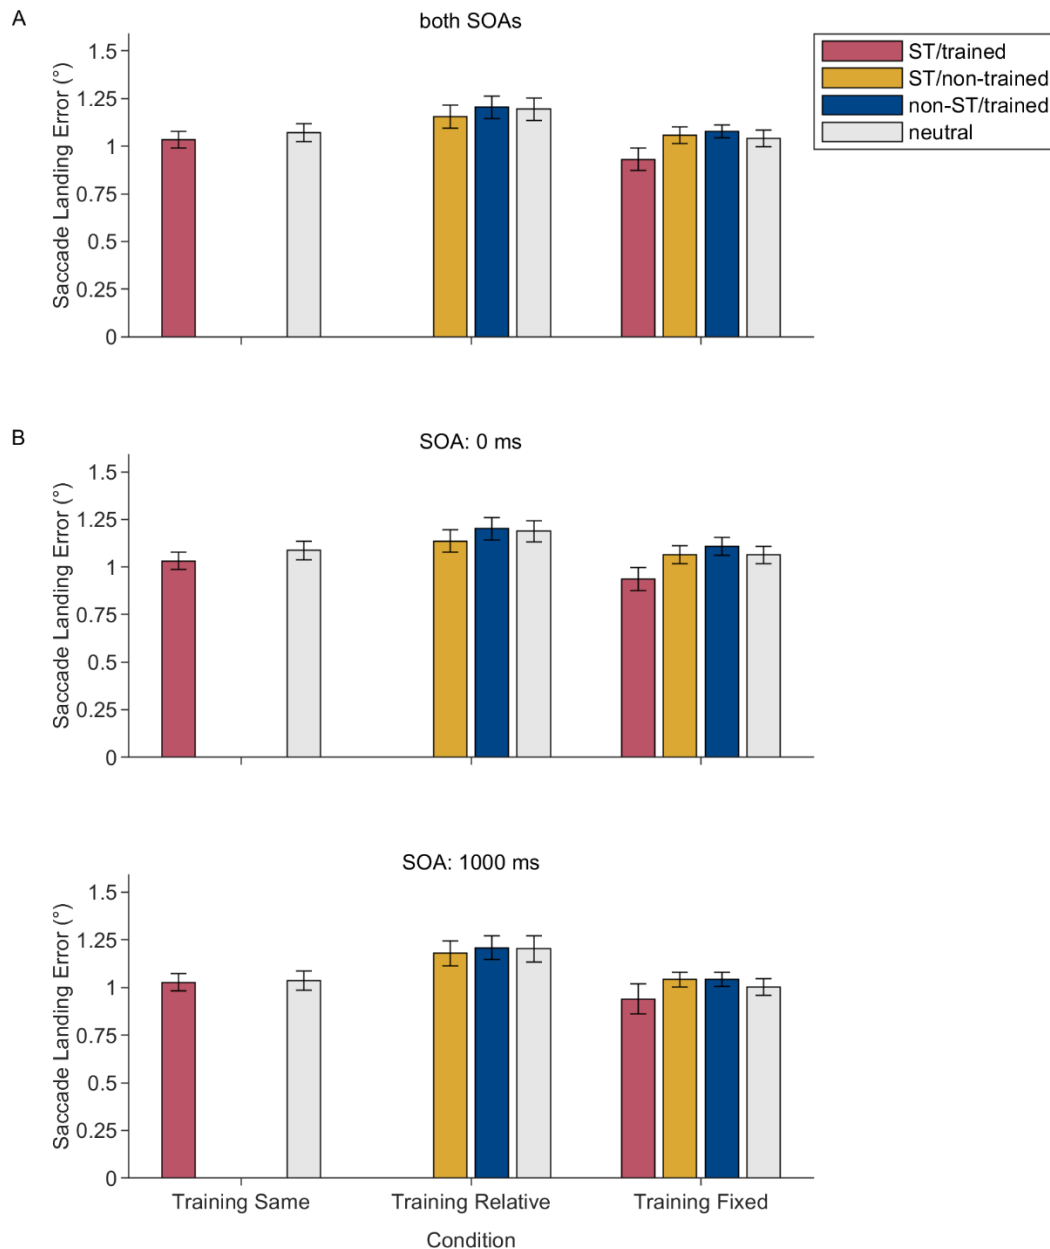 A
both SOAs
Saccade Landing Error (°)
1.5
1.25
1
0.75
0.5
0.25
0
ST/trained
ST/non-trained
non-ST/trained
neutral
B
SOA: 0 ms
Saccade Landing Error (°)
1.5
1.25
1
0.75
0.5
0.25
0
SOA: 1000 ms
Saccade Landing Error (°)
1.5
1.25
1
0.75
0.5
0.25
0
Training Same
Training Relative
Training Fixed
Condition